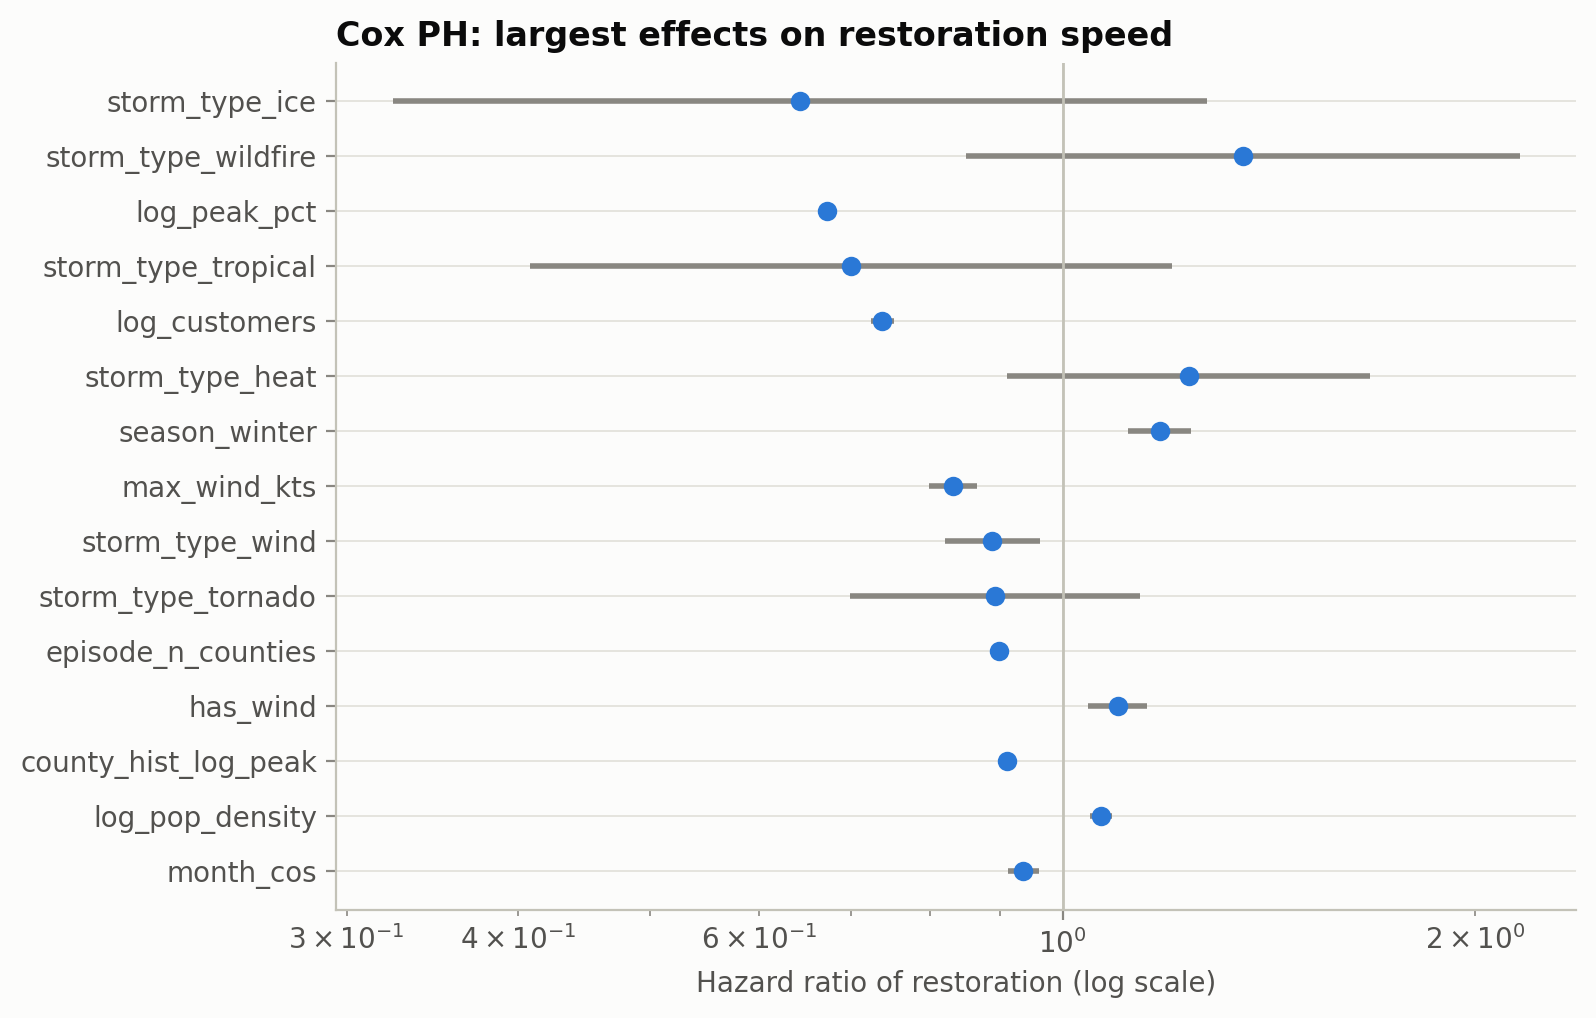 Cox PH: largest effects on restoration speed
storm_type_ice
storm_type_wildfire
log_peak_pct
storm_type_tropical
log_customers
storm_type_heat
season_winter
max_wind_kts
storm_type_wind
storm_type_tornado
episode_n_counties
has_wind
county_hist_log_peak
log_pop_density
month_cos
3 × 10⁻¹ 4 × 10⁻¹ 6 × 10⁻¹ 10⁰ 2 × 10⁰
Hazard ratio of restoration (log scale)